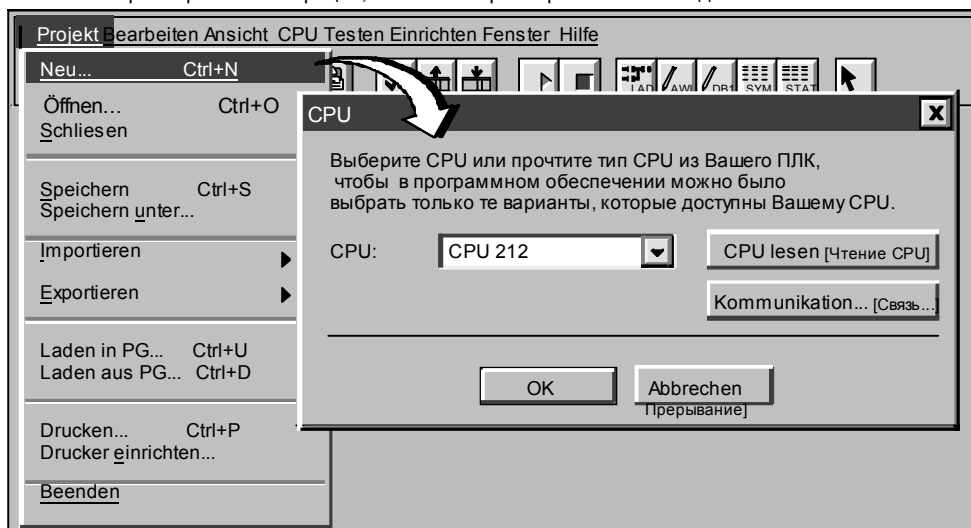 Projekt Bearbeiten Ansicht CPU Testen Einrichten Fenster Hilfe
Neu... Ctrl+N
LAD AWL DB1 SYM STAT
Öffnen... Ctrl+O
Schliesen
Speichern Ctrl+S
Speichern unter...
Importieren
Exportieren
Laden in PG... Ctrl+U
Laden aus PG... Ctrl+D
Drucken... Ctrl+P
Drucker einrichten...
Beenden
CPU
Выберите CPU или прочтите тип CPU из Вашего ПЛК,
чтобы в программном обеспечении можно было
выбрать только те варианты, которые доступны Вашему CPU.
CPU: CPU 212
CPU lesen [Чтение CPU]
Kommunikation... [Связь...]
OK
Abbrechen
Прерывание]